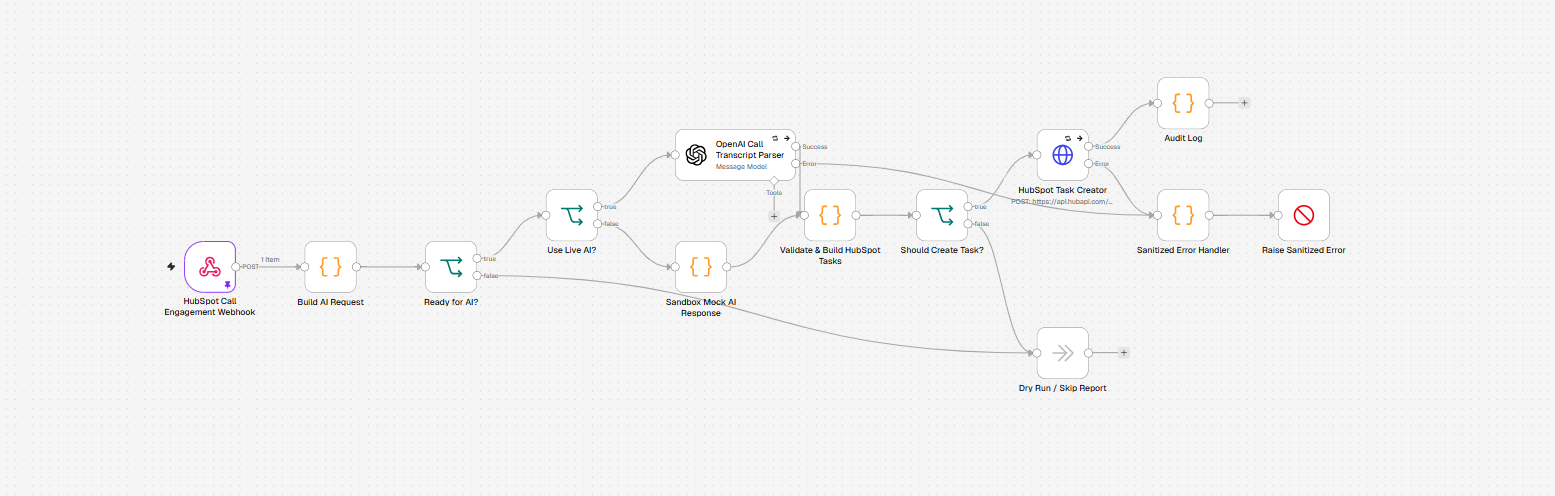 Audit Log
OpenAI Call
Transcript Parser
Message Model
Success
Error
Tools
Success
Error
HubSpot Task Creator
POST: https://api.hubapi.com/...
true
false
Use Live AI?
Validate & Build HubSpot
Tasks
true
false
Should Create Task?
Sanitized Error Handler
Raise Sanitized Error
POST
1 item
HubSpot Call
Engagement Webhook
Build AI Request
true
false
Ready for AI?
Sandbox Mock AI
Response
Dry Run / Skip Report